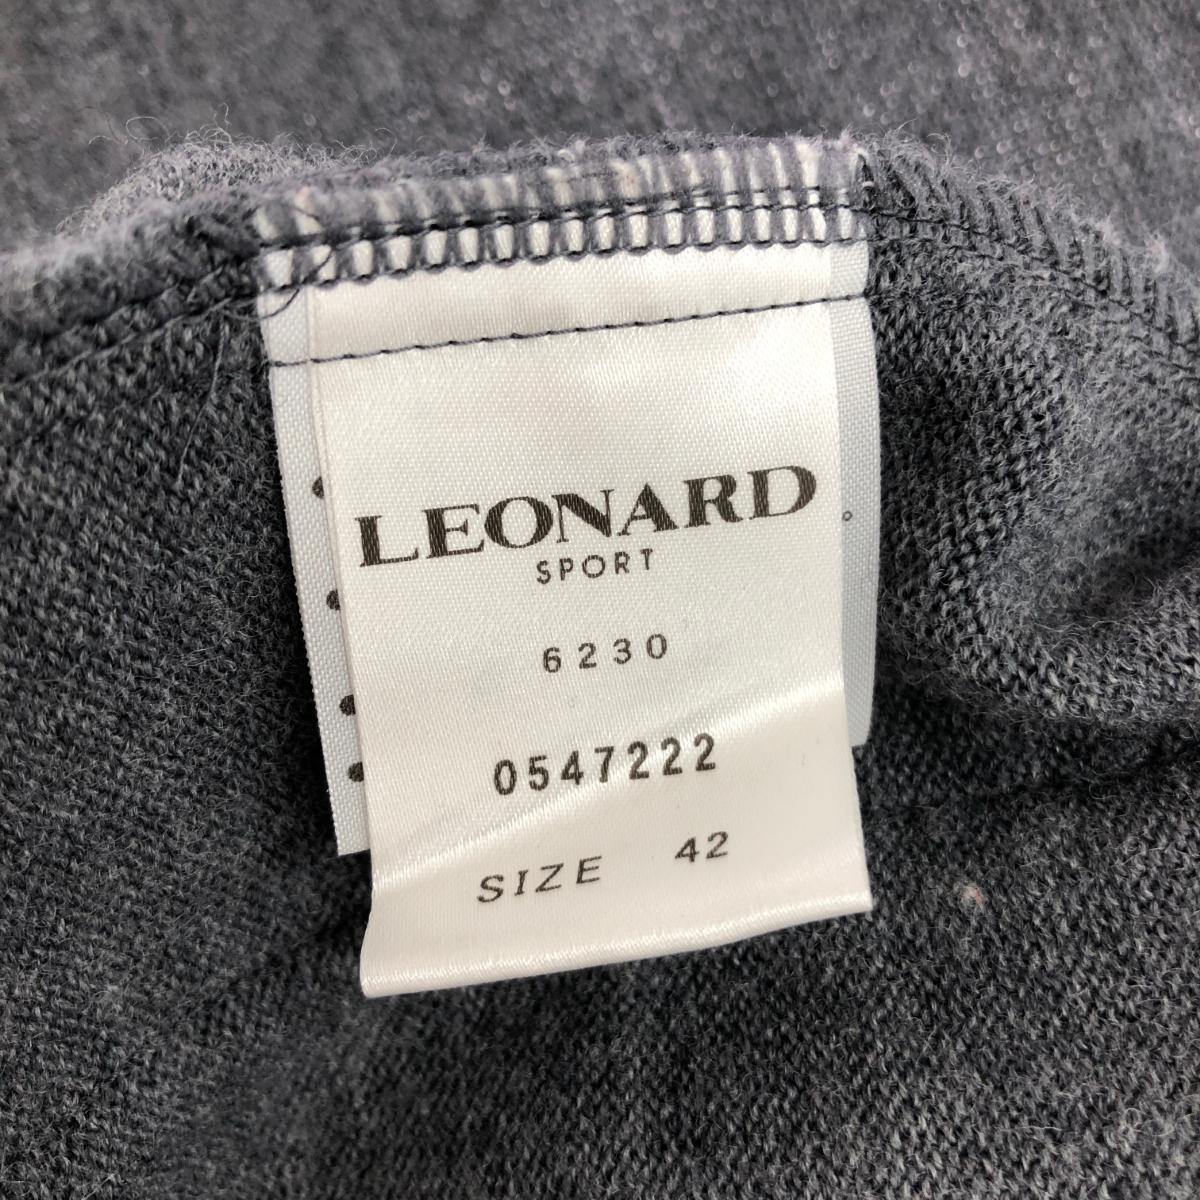 LEONARD
SPORT
6230
0547222
SIZE 42